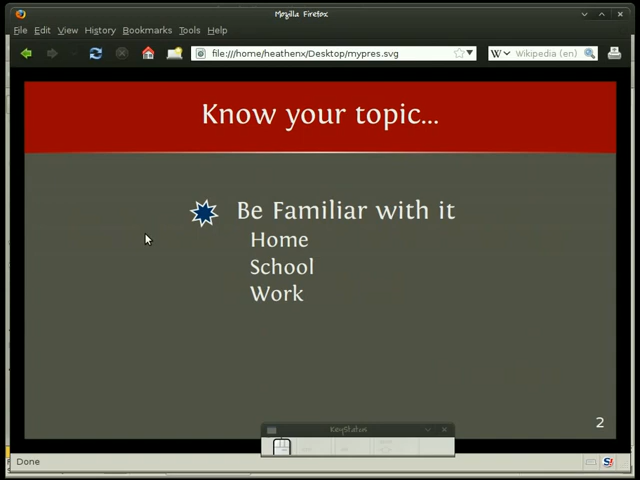 Mozilla Firefox
File Edit View History Bookmarks Tools Help
file:///home/heathenx/Desktop/mypres.svg
W Wikipedia (en)
Know your topic...
Be Familiar with it
Home
School
Work
2
KeyStatus
Done